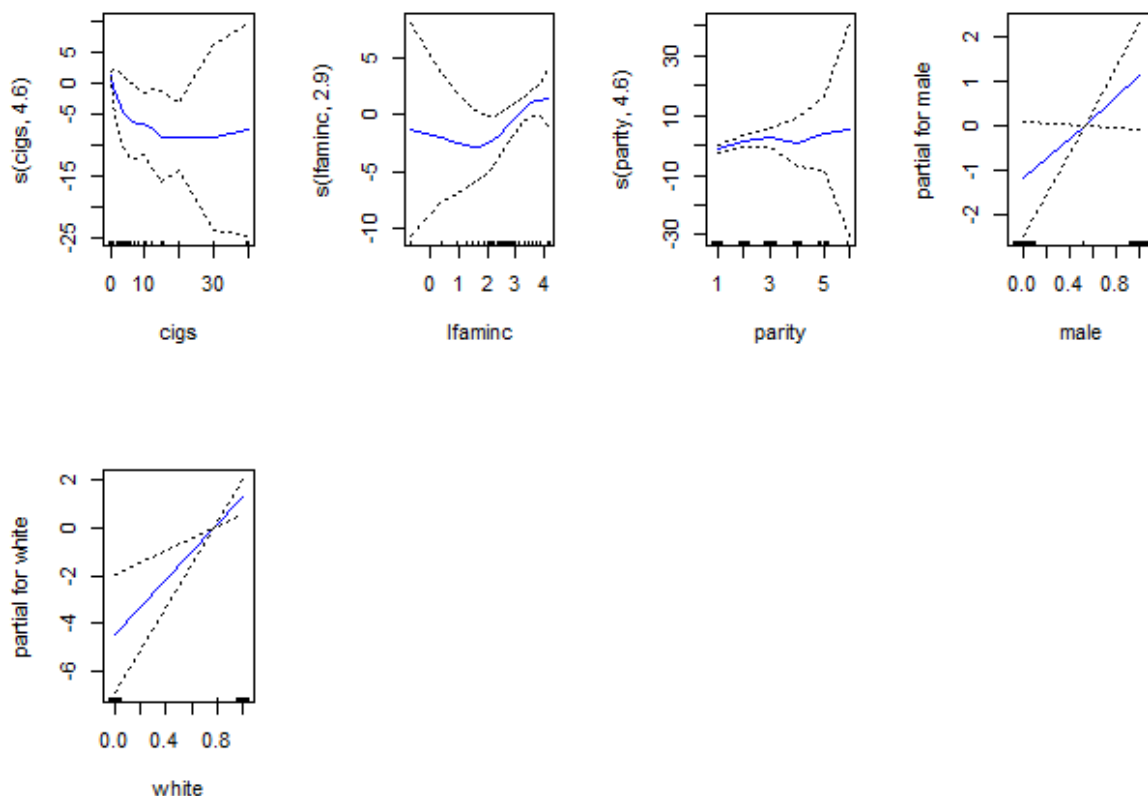 s(cigs, 4.6)
5
0
-5
-15
-25
0 10 30
cigs
s(lfaminc, 2.9)
5
0
-5
-10
0 1 2 3 4
lfaminc
s(parity, 4.6)
30
10
-10
-30
1 3 5
parity
partial for male
2
1
0
-1
-2
0.0 0.4 0.8
male
partial for white
2
0
-2
-4
-6
0.0 0.4 0.8
white